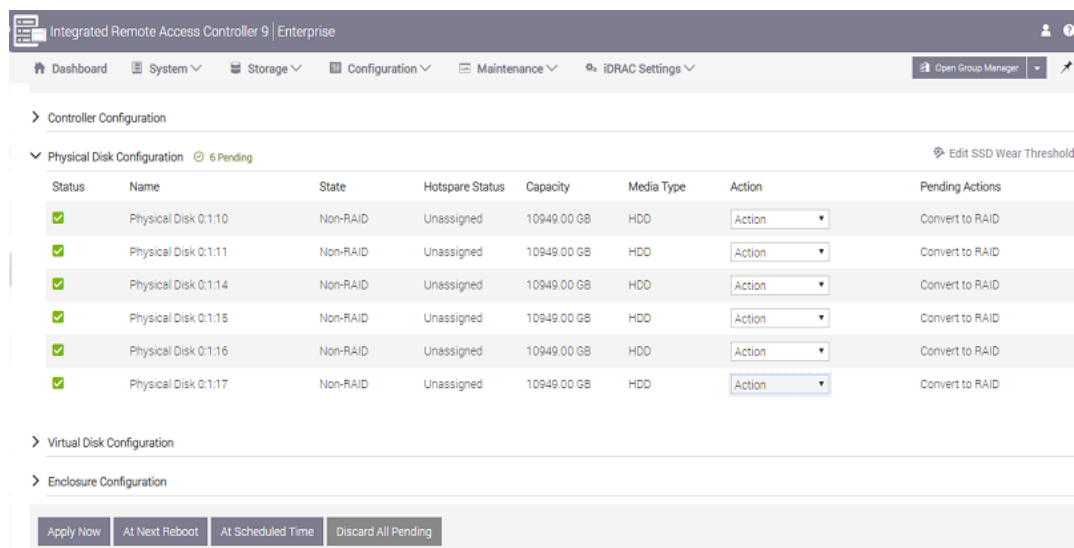 Integrated Remote Access Controller 9 | Enterprise
Dashboard System Storage Configuration Maintenance iDRAC Settings Open Group Manager
Controller Configuration
Physical Disk Configuration 6 Pending Edit SSD Wear Threshold
Status Name State Hotspare Status Capacity Media Type Action Pending Actions
Physical Disk 0:1:10 Non-RAID Unassigned 10949.00 GB HDD Action Convert to RAID
Physical Disk 0:1:11 Non-RAID Unassigned 10949.00 GB HDD Action Convert to RAID
Physical Disk 0:1:14 Non-RAID Unassigned 10949.00 GB HDD Action Convert to RAID
Physical Disk 0:1:15 Non-RAID Unassigned 10949.00 GB HDD Action Convert to RAID
Physical Disk 0:1:16 Non-RAID Unassigned 10949.00 GB HDD Action Convert to RAID
Physical Disk 0:1:17 Non-RAID Unassigned 10949.00 GB HDD Action Convert to RAID
Virtual Disk Configuration
Enclosure Configuration
Apply Now At Next Reboot At Scheduled Time Discard All Pending